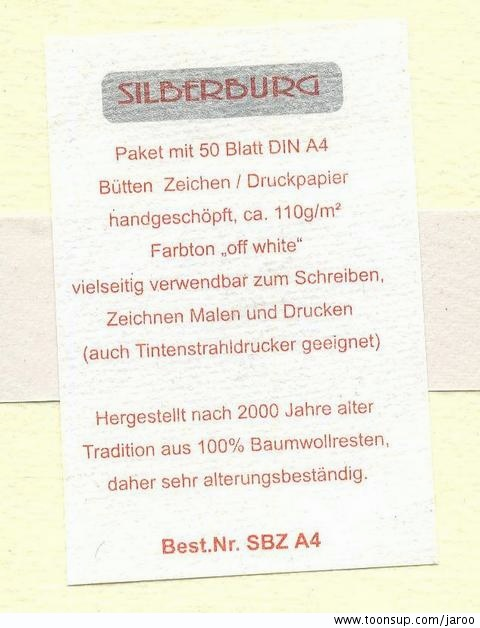 SILBERBURG
Paket mit 50 Blatt DIN A4
Bütten Zeichen / Druckpapier
handgeschöpft, ca. 110g/m²
Farbton „off white“
vielseitig verwendbar zum Schreiben,
Zeichnen Malen und Drucken
(auch Tintenstrahldrucker geeignet)
Hergestellt nach 2000 Jahre alter
Tradition aus 100% Baumwollresten,
daher sehr alterungsbeständig.
Best.Nr. SBZ A4
www.toonsup.com/jaroo